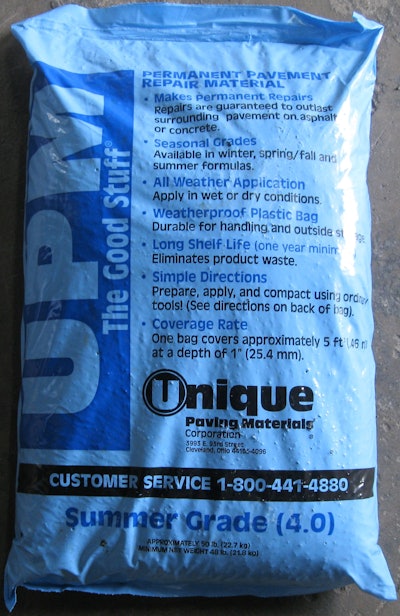 UPM
The Good Stuff®
PERMANENT PAVEMENT
REPAIR MATERIAL
• Makes Permanent Repairs
Repairs are guaranteed to outlast
surrounding pavement on asphalt
or concrete.
• Seasonal Grades
Available in winter, spring/fall and
summer formulas.
• All Weather Application
Apply in wet or dry conditions.
• Weatherproof Plastic Bag
Durable for handling and outside
• Long Shelf Life (one year
Eliminates product waste.
• Simple Directions
Prepare, apply, and compact using
tools! (See directions on back of bag).
• Coverage Rate
One bag covers approximately 5 ft
at a depth of 1" (25.4 mm).
Unique
Paving Materials
Corporation
3993 E. 93rd Street
Cleveland, Ohio 44105-4096
CUSTOMER SERVICE 1-800-441-4880
Summer Grade (4.0)
APPROXIMATELY 50 lb. (22.7 kg)
MINIMUM NET WEIGHT 48 lb. (21.8 kg)